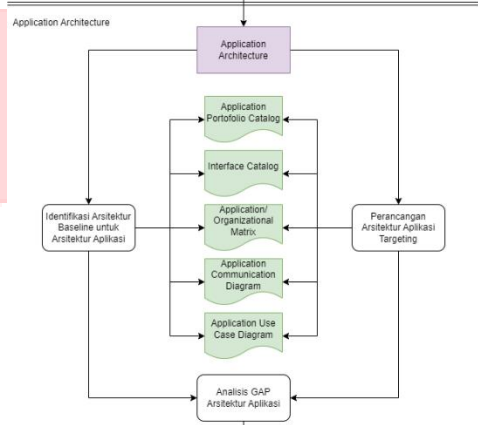 Application Architecture
Application
Architecture
Application
Portofolio Catalog
Interface Catalog
Identifikasi Arsitektur
Baseline untuk
Arsitektur Aplikasi
Application/
Organizational
Matrix
Perancangan
Arsitektur Aplikasi
Targeting
Application
Communication
Diagram
Application Use
Case Diagram
Analisis GAP
Arsitektur Aplikasi